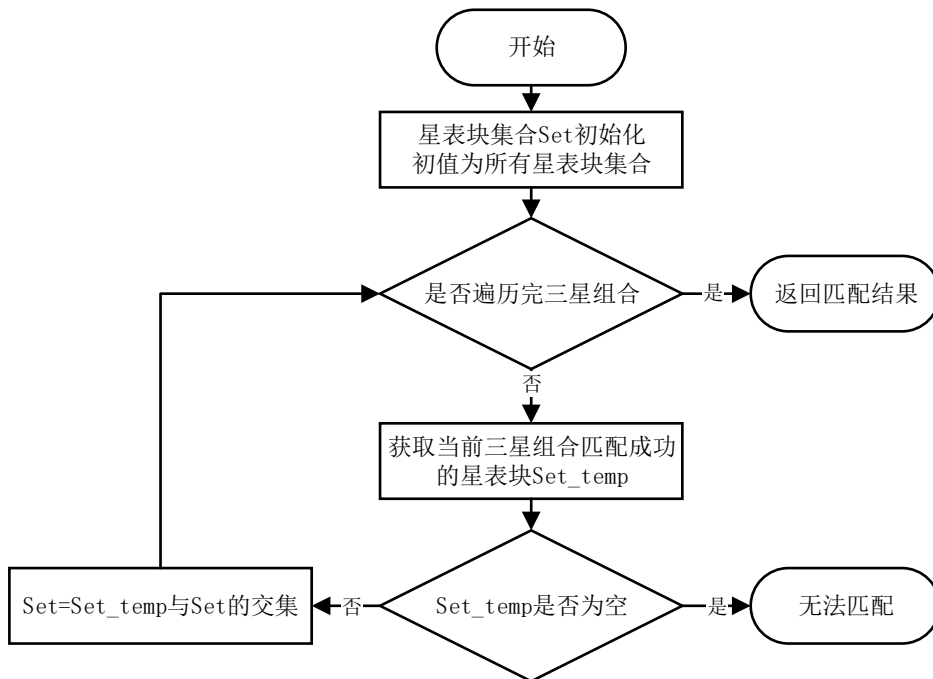 开始
星表块集合Set初始化
初值为所有星表块集合
是否遍历完三星组合
是
返回匹配结果
否
获取当前三星组合匹配成功
的星表块Set_temp
Set=Set_temp与Set的交集
否
Set_temp是否为空
是
无法匹配